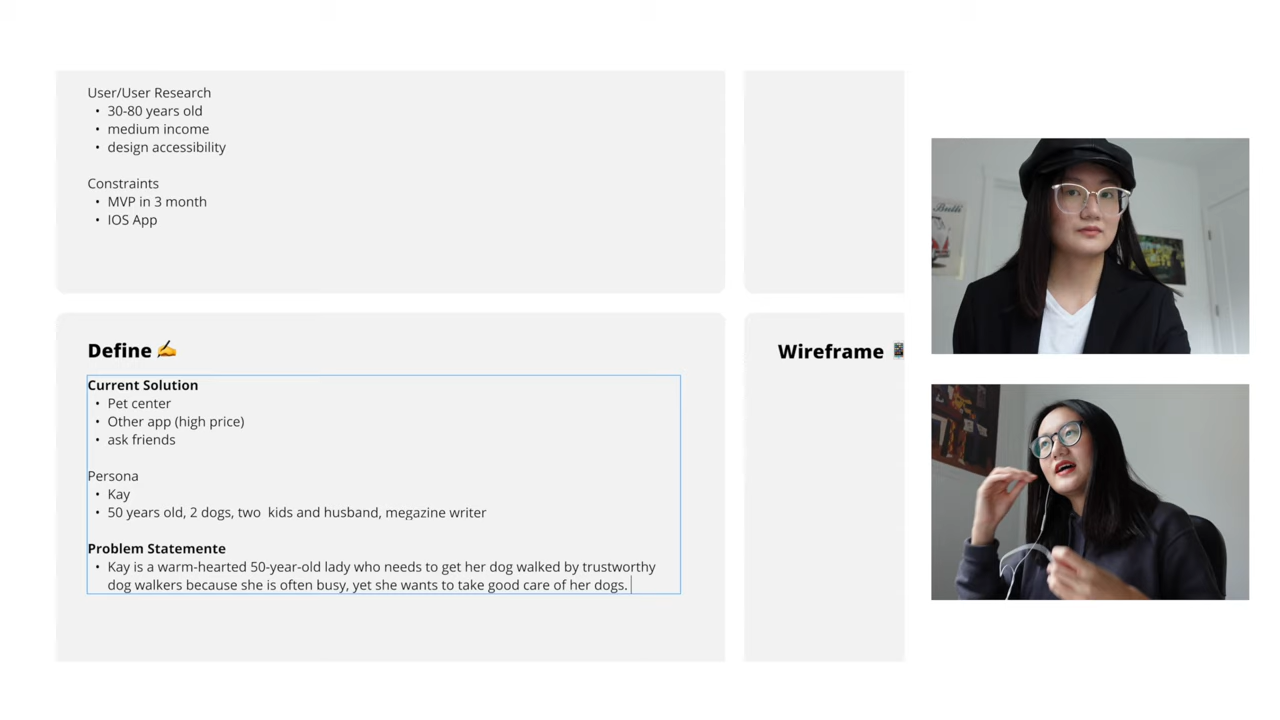 User/User Research
• 30-80 years old
• medium income
• design accessibility
Constraints
• MVP in 3 month
• IOS App
Define ✍️
Current Solution
• Pet center
• Other app (high price)
• ask friends
Persona
• Kay
• 50 years old, 2 dogs, two  kids and husband, megazine writer
Problem Statemente
• Kay is a warm-hearted 50-year-old lady who needs to get her dog walked by trustworthy
dog walkers because she is often busy, yet she wants to take good care of her dogs.
Wireframe
Bulli